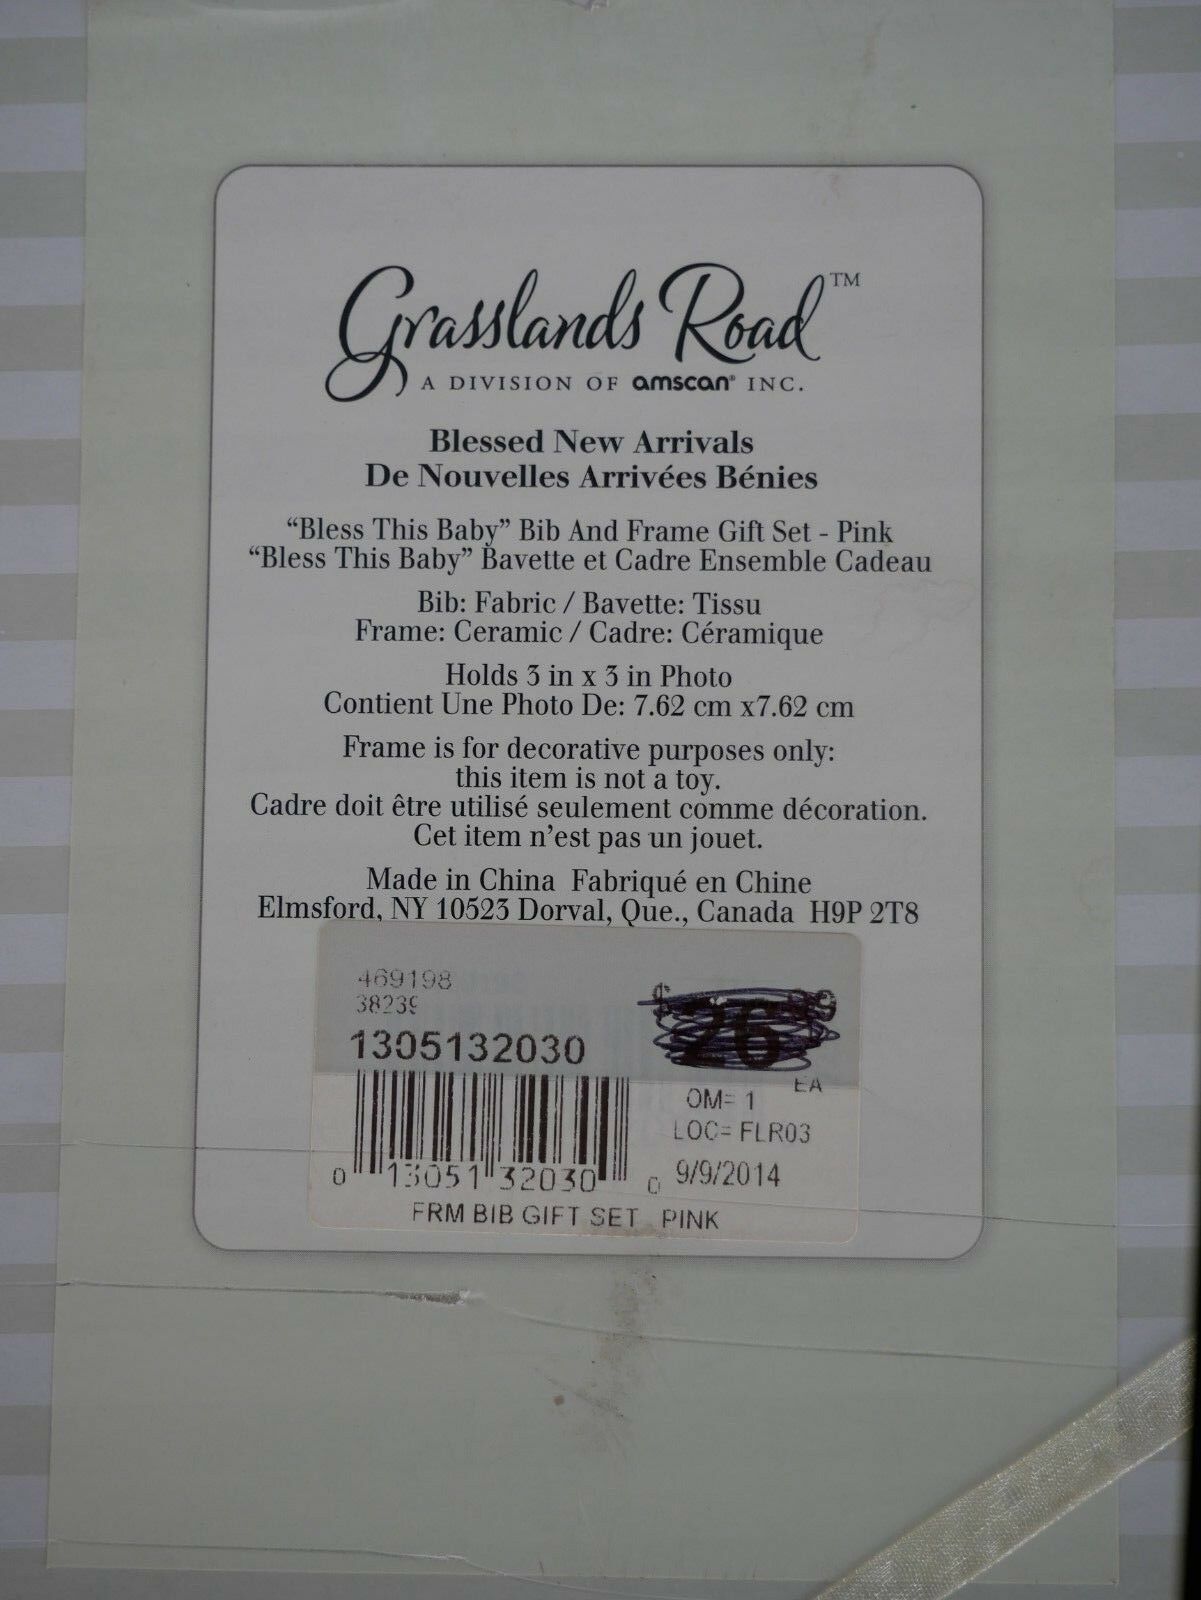 Grasslands Road™
A DIVISION OF amscan® INC.
Blessed New Arrivals
De Nouvelles Arrivées Bénies
“Bless This Baby” Bib And Frame Gift Set - Pink
“Bless This Baby” Bavette et Cadre Ensemble Cadeau
Bib: Fabric / Bavette: Tissu
Frame: Ceramic / Cadre: Céramique
Holds 3 in x 3 in Photo
Contient Une Photo De: 7.62 cm x7.62 cm
Frame is for decorative purposes only:
this item is not a toy.
Cadre doit être utilisé seulement comme décoration.
Cet item n’est pas un jouet.
Made in China Fabriqué en Chine
Elmsford, NY 10523 Dorval, Que., Canada H9P 2T8
469198
38239
1305132030
$ 26
EA
OM= 1
LOC= FLR03
9/9/2014
0 13051 32030 0
FRM BIB GIFT SET PINK